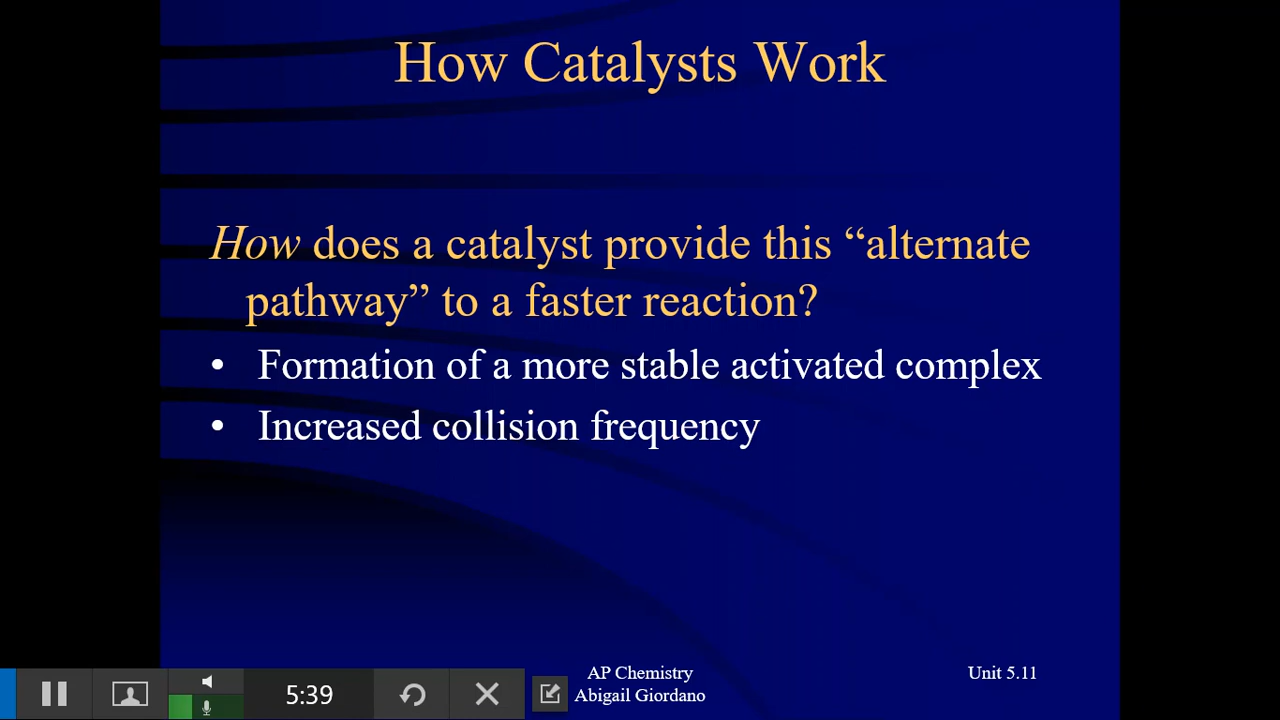 How Catalysts Work
How does a catalyst provide this “alternate
pathway” to a faster reaction?
• Formation of a more stable activated complex
• Increased collision frequency
5:39
AP Chemistry
Abigail Giordano
Unit 5.11